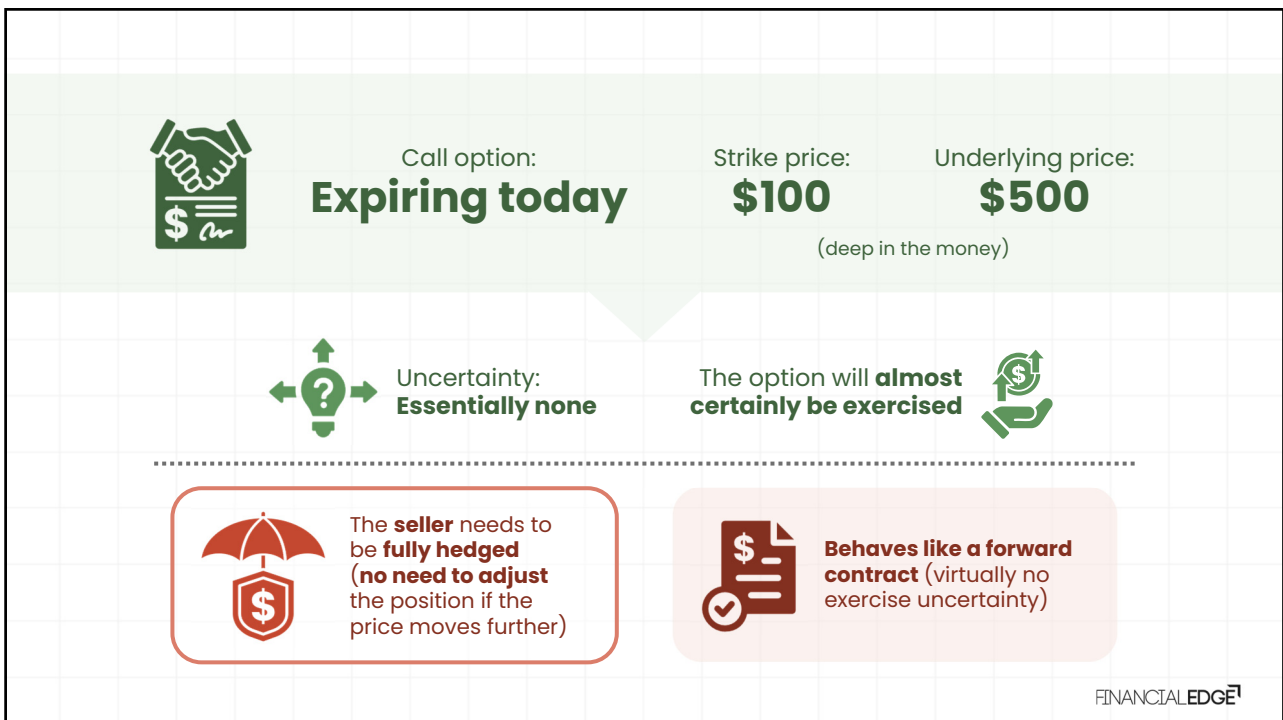 Call option:
Expiring today
Strike price:
$100
Underlying price:
$500
(deep in the money)
$
?
Uncertainty:
Essentially none
The option will almost
certainly be exercised
$
$
The seller needs to
be fully hedged
(no need to adjust
the position if the
price moves further)
$
Behaves like a forward
contract (virtually no
exercise uncertainty)
FINANCIALEDGE